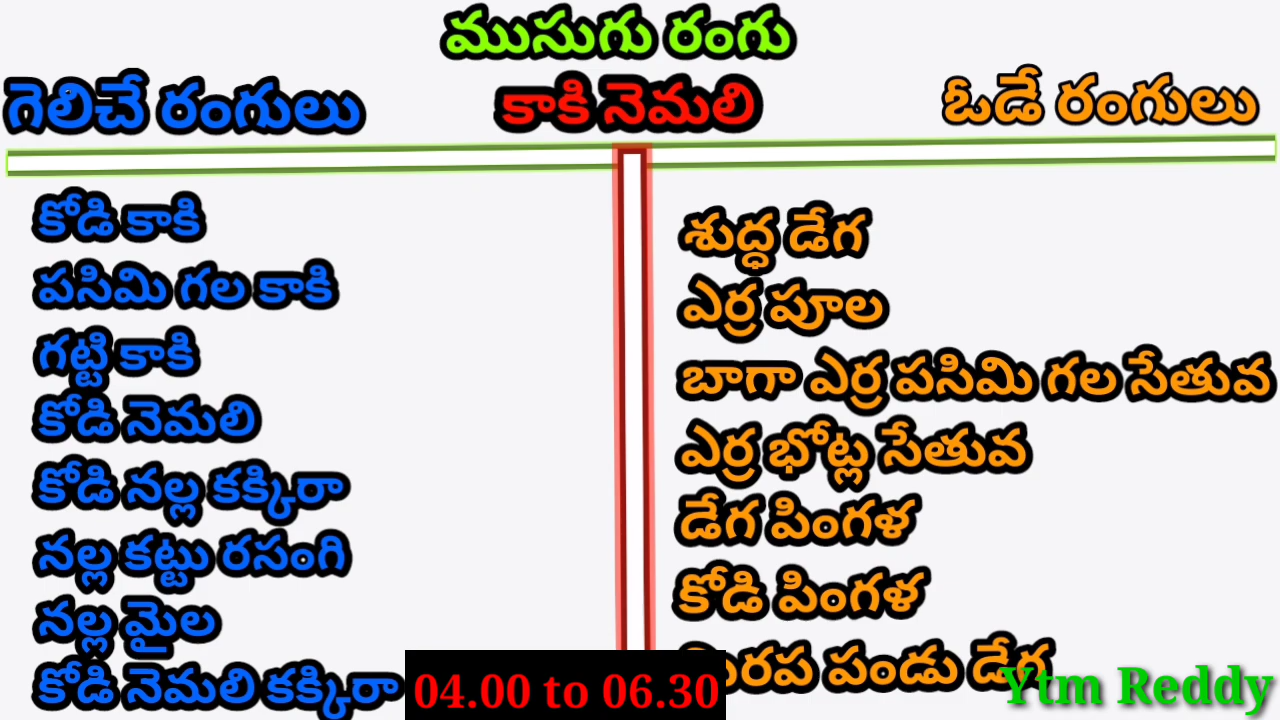 ముసుగు రంగు
గెలిచే రంగులు
కాకి నెమలి
ఓడే రంగులు
కోడి కాకి
పసిమి గల కాకి
గట్టి కాకి
కోడి నెమలి
కోడి నల్ల కక్కిరా
నల్ల కట్టు రసంగి
నల్ల మైల
కోడి నెమలి కక్కిరా
శుద్ధ డేగ
ఎర్ర పూల
బాగా ఎర్ర పసిమి గల సేతువ
ఎర్ర భోట్ల సేతువ
డేగ పింగళ
కోడి పింగళ
పండు డేగ
04.00 to 06.30
Ytm Reddy